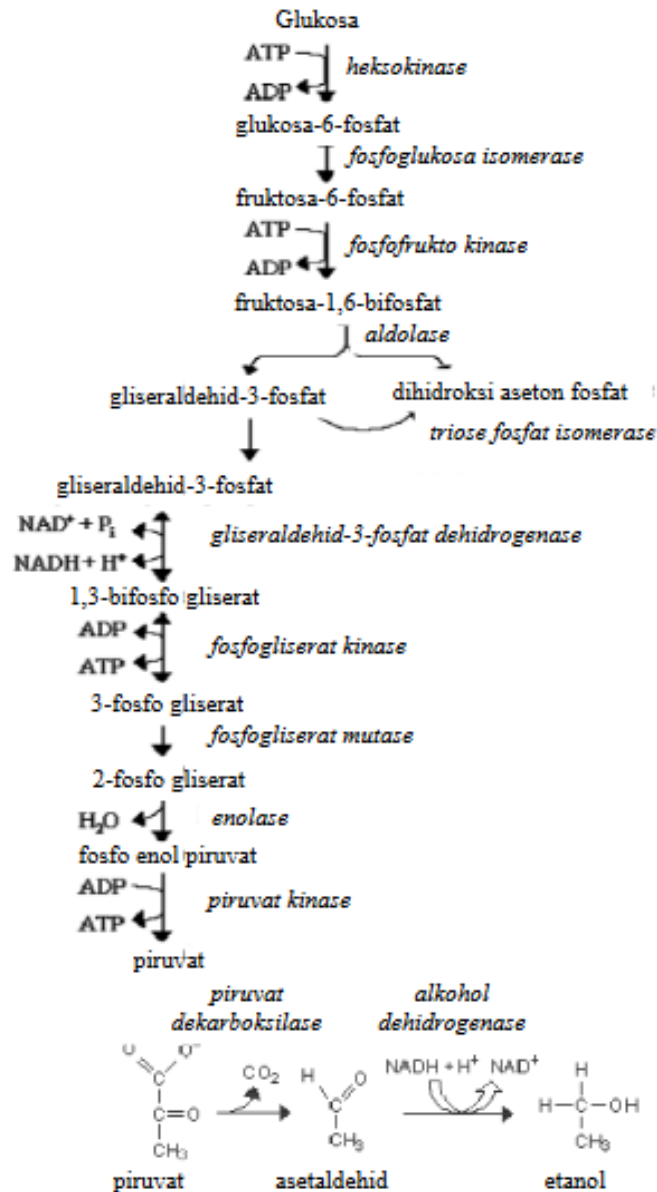 Glukosa
ATP
heksokinase
ADP
glukosa-6-fosfat
fosfoglukosa isomerase
fruktosa-6-fosfat
ATP
fosfofrukto kinase
ADP
fruktosa-1,6-bifosfat
aldolase
gliseraldehid-3-fosfat
dihidroksi aseton fosfat
triose fosfat isomerase
gliseraldehid-3-fosfat
NAD⁺ + Pᵢ
gliseraldehid-3-fosfat dehidrogenase
NADH + H⁺
1,3-bifosfo gliserat
ADP
fosfogliserat kinase
ATP
3-fosfo gliserat
fosfogliserat mutase
2-fosfo gliserat
H₂O
enolase
fosfo enol piruvat
ADP
piruvat kinase
ATP
piruvat
piruvat
dekarboksilase
alkohol
dehidrogenase
O O⁻
C
C=O
CH₃
CO₂
H O
C
CH₃
NADH + H⁺ NAD⁺
H
H—C—OH
CH₃
piruvat asetaldehid etanol